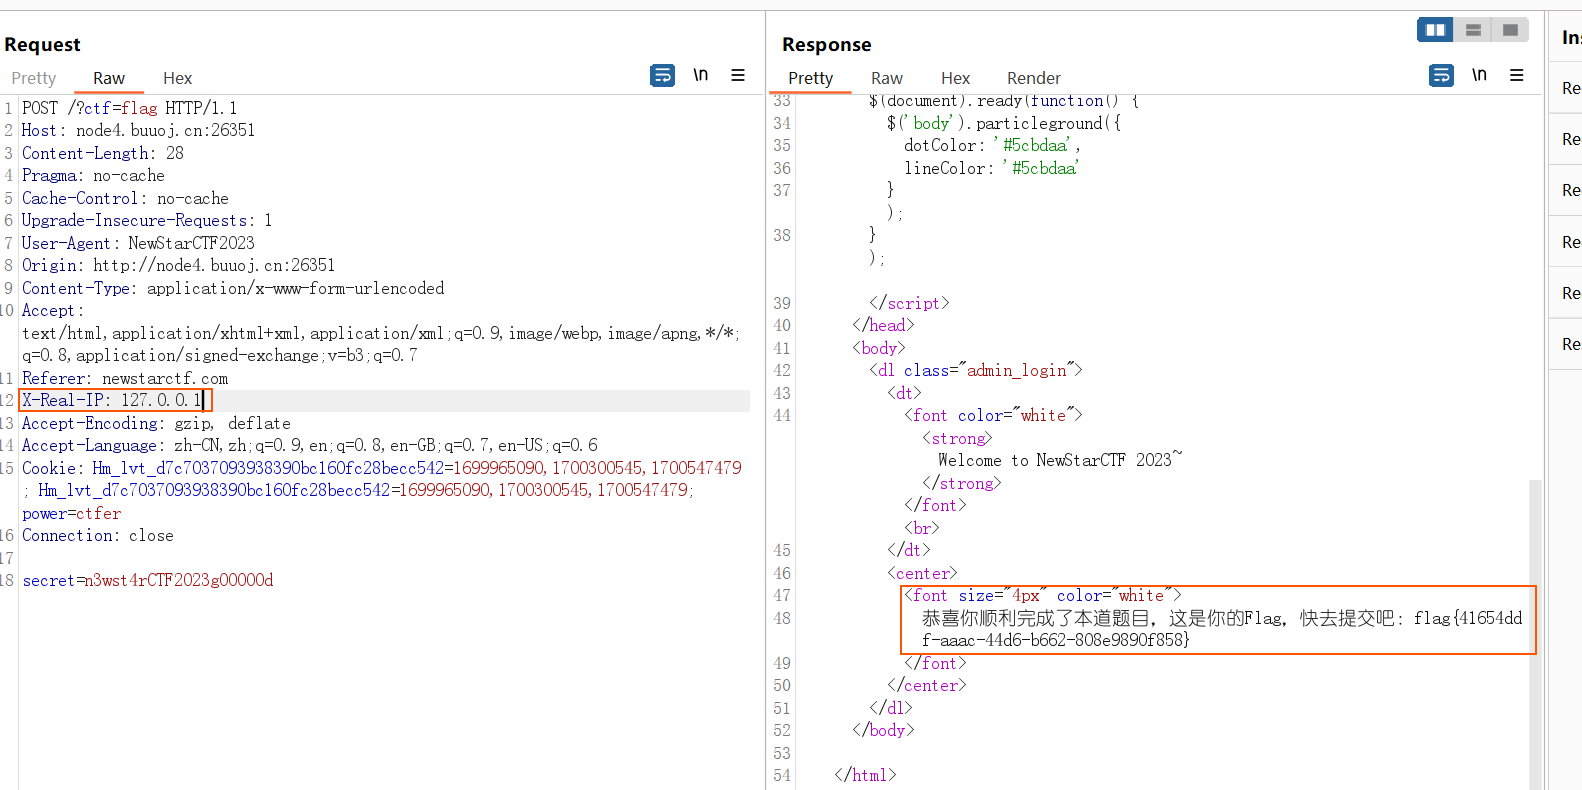 Request
Pretty Raw Hex
\n
1 POST /?ctf=flag HTTP/1.1
2 Host: node4.buuoj.cn:26351
3 Content-Length: 28
4 Pragma: no-cache
5 Cache-Control: no-cache
6 Upgrade-Insecure-Requests: 1
7 User-Agent: NewStarCTF2023
8 Origin: http://node4.buuoj.cn:26351
9 Content-Type: application/x-www-form-urlencoded
10 Accept:
text/html,application/xhtml+xml,application/xml;q=0.9,image/webp,image/apng,*/*;
q=0.8,application/signed-exchange;v=b3;q=0.7
11 Referer: newstarctf.com
12 X-Real-IP: 127.0.0.1
13 Accept-Encoding: gzip, deflate
14 Accept-Language: zh-CN,zh;q=0.9,en;q=0.8,en-GB;q=0.7,en-US;q=0.6
15 Cookie: Hm_lvt_d7c7037093938390bc160fc28becc542=1699965090,1700300545,1700547479
; Hm_lvt_d7c7037093938390bc160fc28becc542=1699965090,1700300545,1700547479;
power=ctfer
16 Connection: close
17
18 secret=n3wst4rCTF2023g00000d
Response
Pretty Raw Hex Render
\n
33 $(document).ready(function() {
34 $('body').particleground({
35 dotColor: '#5cbdaa',
36 lineColor: '#5cbdaa'
37 }
);
38 }
);
39 </script>
40 </head>
41 <body>
42 <dl class="admin_login">
43 <dt>
44 <font color="white">
<strong>
Welcome to NewStarCTF 2023~
</strong>
</font>
<br>
45 </dt>
46 <center>
47 <font size="4px" color="white">
48 恭喜你顺利完成了本道题目，这是你的Flag，快去提交吧: flag{41654dd
f-aaac-44d6-b662-808e9890f858}
49 </font>
50 </center>
51 </dl>
52 </body>
53
54 </html>
Ins
Re
Re
Re
Re
Re
Re